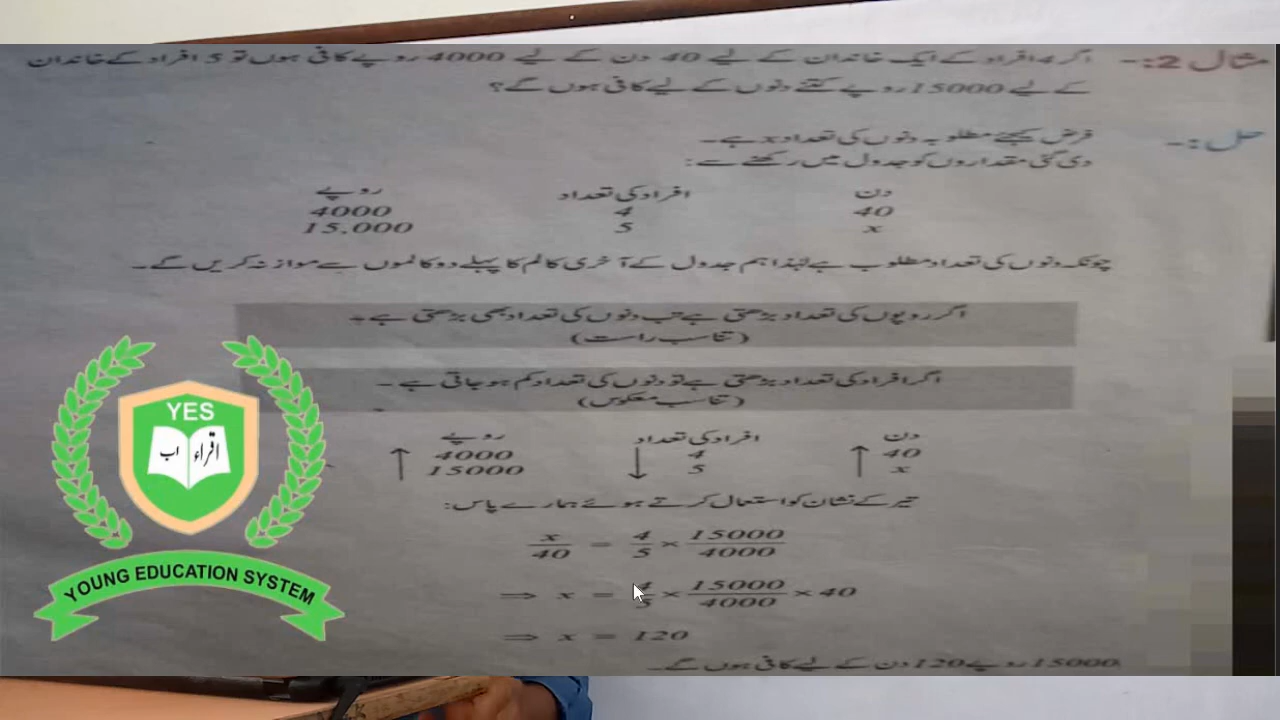 مثال 2:- اگر 4 افراد کے ایک خاندان کے لیے 40 دن کے لیے 4000 روپے کافی ہوں تو 5 افراد کے خاندان
کے لیے 15000 روپے کتنے دنوں کے لیے کافی ہوں گے؟
حل:- فرض کیجئے مطلوبہ دنوں کی تعداد x ہے۔
دی گئی مقداروں کو جدول میں رکھنے سے:
دن افراد کی تعداد روپے
40 4 4000
x 5 15.000
چونکہ دنوں کی تعداد مطلوب ہے لہٰذا ہم جدول کے آخری کالم کا پہلے دو کالموں سے موازنہ کریں گے۔
اگر روپوں کی تعداد بڑھتی ہے تب دنوں کی تعداد بھی بڑھتی ہے۔
(تناسب راست)
اگر افراد کی تعداد بڑھتی ہے تو دنوں کی تعداد کم ہو جاتی ہے۔
(تناسب معکوس)
دن افراد کی تعداد روپے
↑ 40 ↓ 4 ↑ 4000
x 5 15000
تیر کے نشان کو استعمال کرتے ہوئے ہمارے پاس:
x/40 = 4/5 × 15000/4000
⇒ x = 4/5 × 15000/4000 × 40
⇒ x = 120
15000 روپے 120 دن کے لیے کافی ہوں گے۔
YES
اقراء
اب
YOUNG EDUCATION SYSTEM